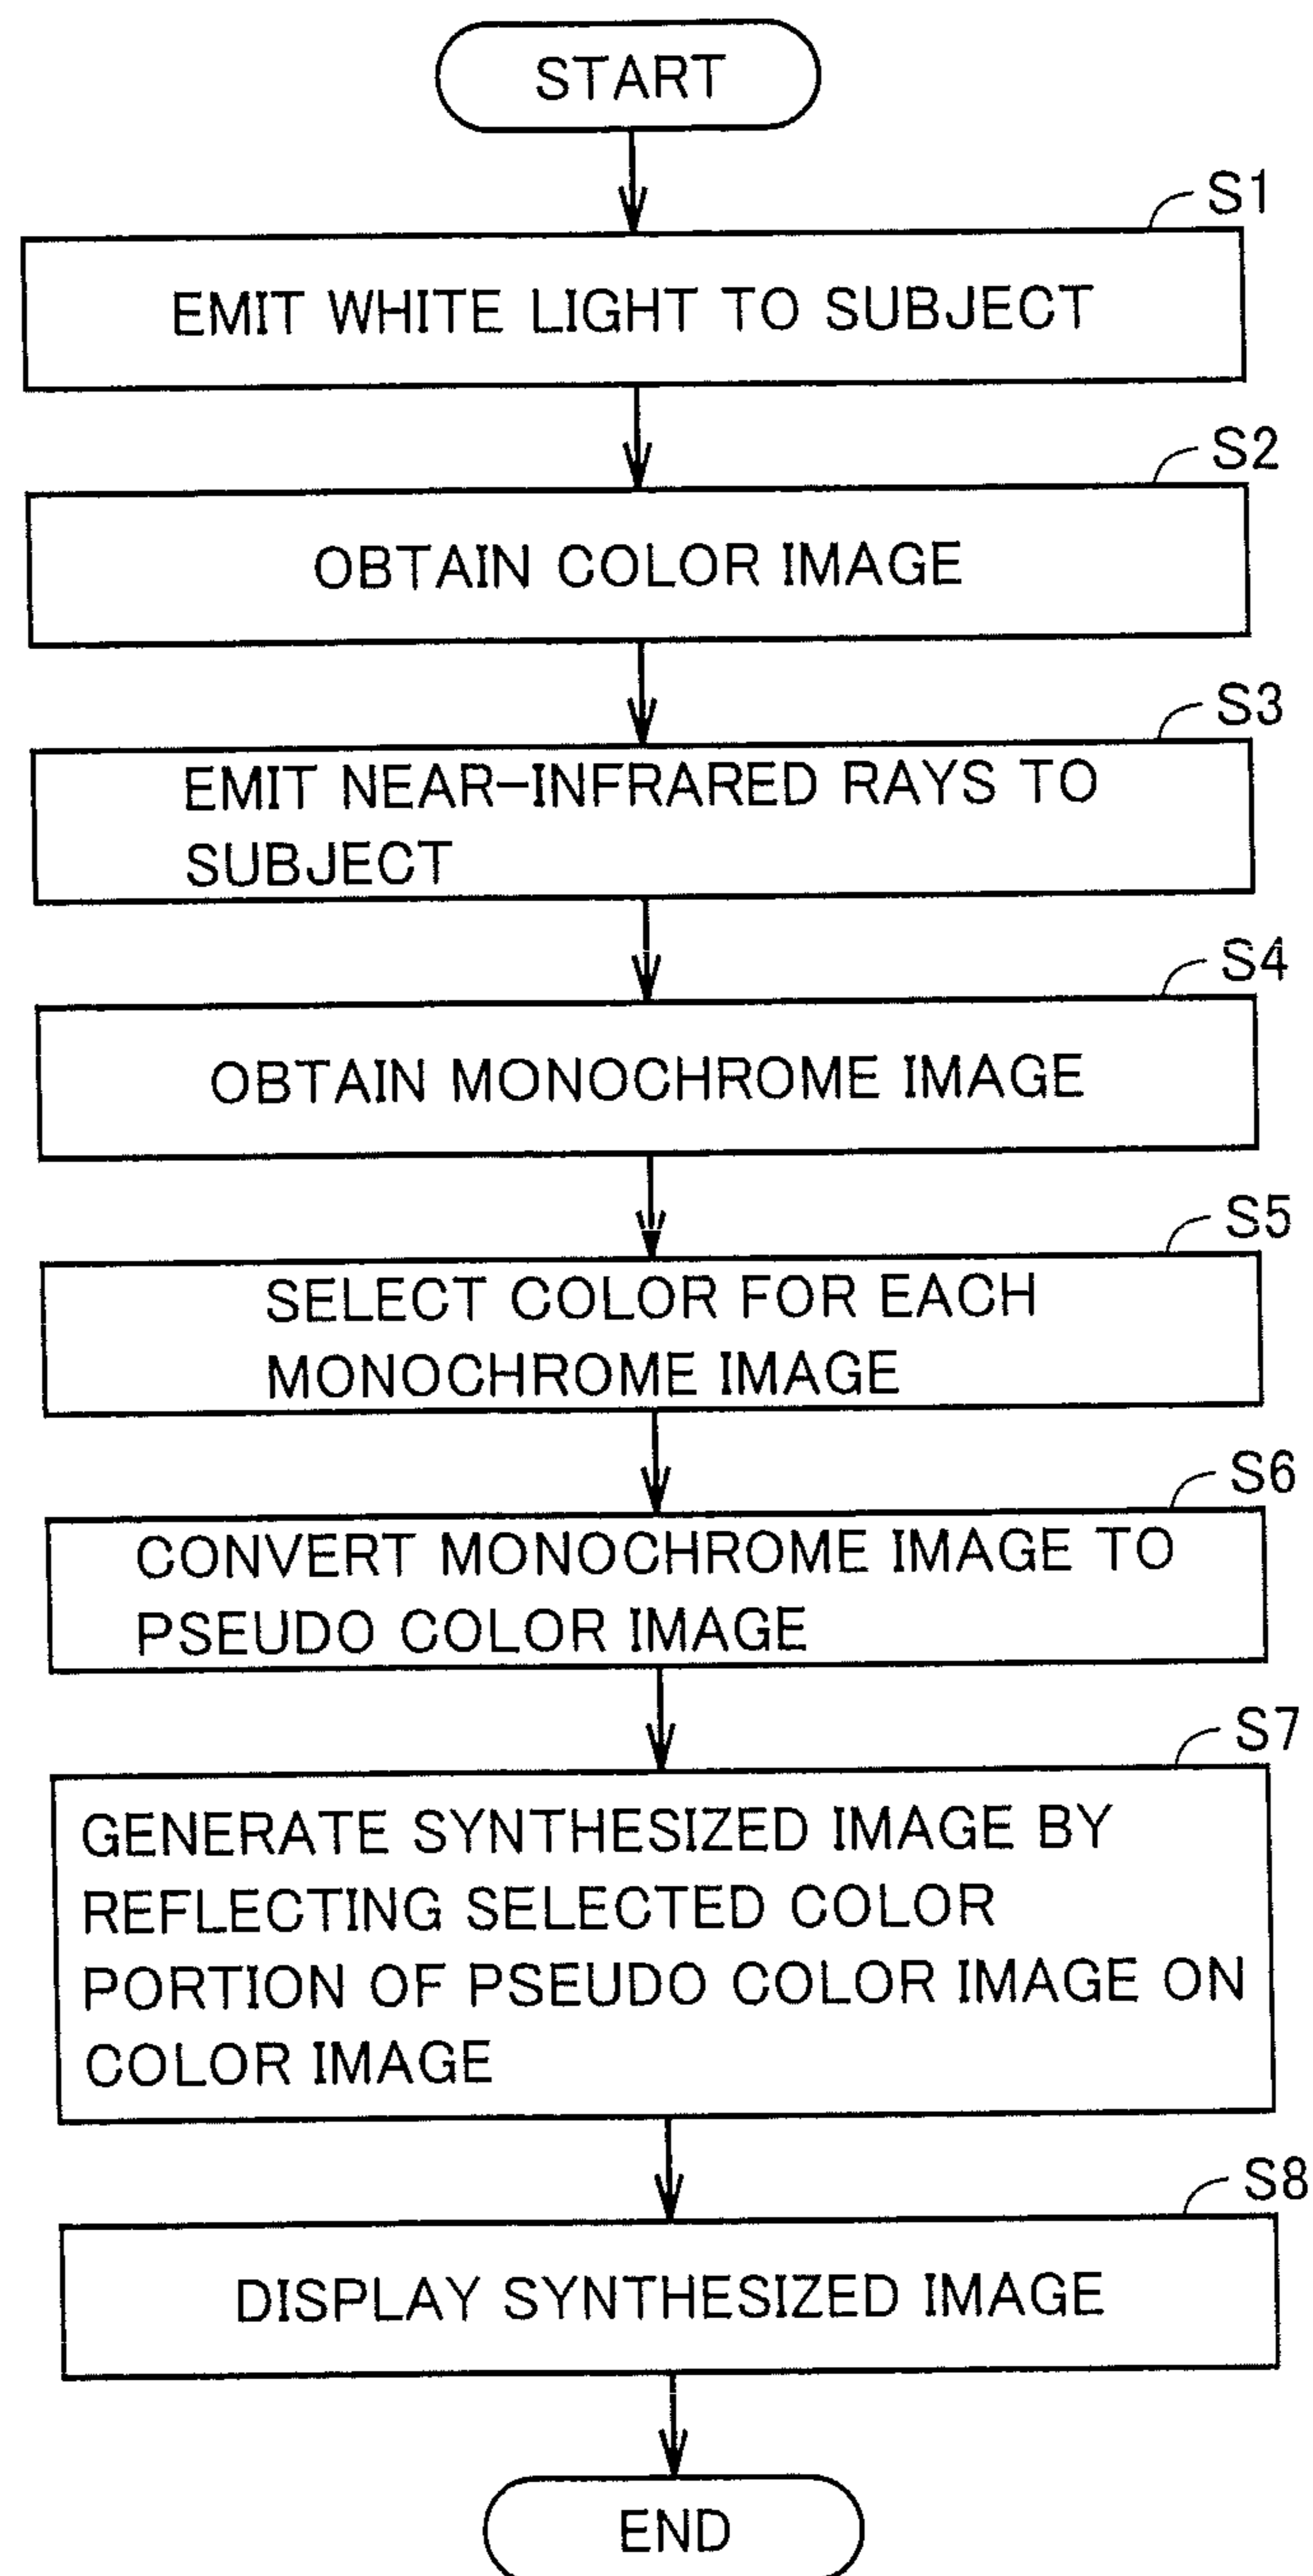 START
S1
EMIT WHITE LIGHT TO SUBJECT
S2
OBTAIN COLOR IMAGE
S3
EMIT NEAR-INFRARED RAYS TO
SUBJECT
S4
OBTAIN MONOCHROME IMAGE
S5
SELECT COLOR FOR EACH
MONOCHROME IMAGE
S6
CONVERT MONOCHROME IMAGE TO
PSEUDO COLOR IMAGE
S7
GENERATE SYNTHESIZED IMAGE BY
REFLECTING SELECTED COLOR
PORTION OF PSEUDO COLOR IMAGE ON
COLOR IMAGE
S8
DISPLAY SYNTHESIZED IMAGE
END